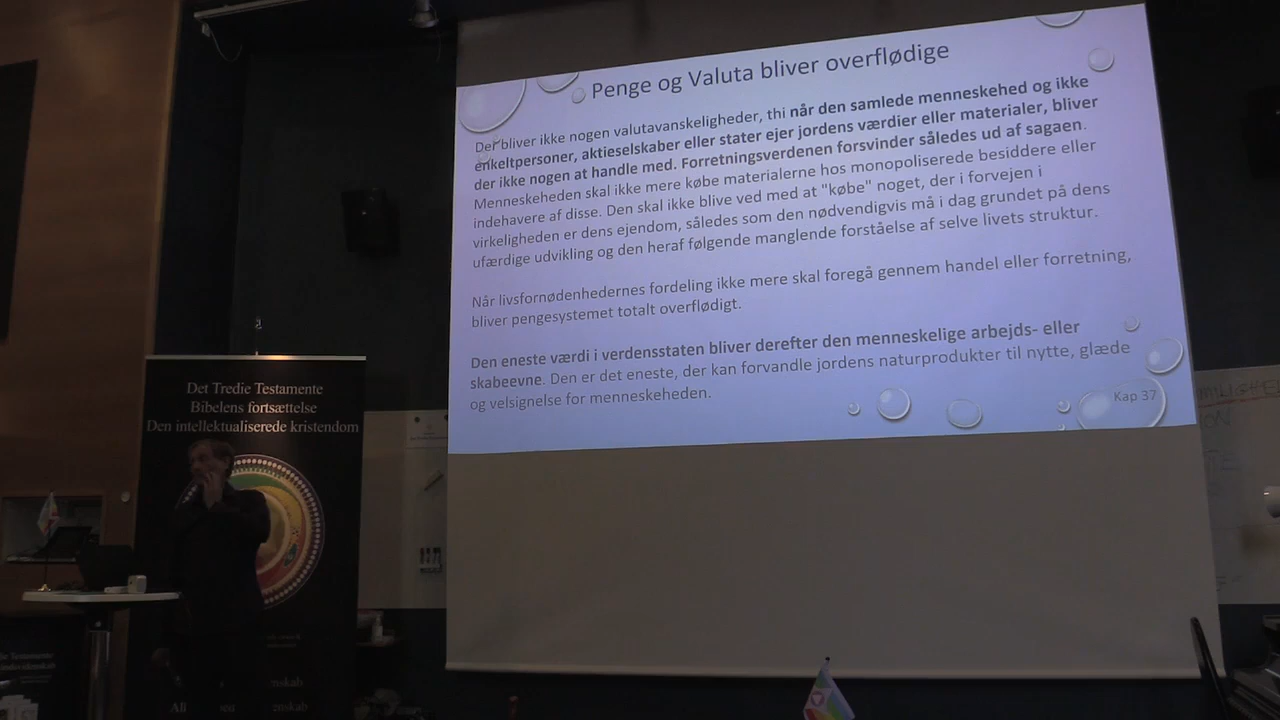 Penge og Valuta bliver overflødige
Der bliver ikke nogen valutavanskeligheder, thi når den samlede menneskehed og ikke
enkeltpersoner, aktieselskaber eller stater ejer jordens værdier eller materialer, bliver
der ikke nogen at handle med. Forretningsverdenen forsvinder således ud af sagaen.
Menneskeheden skal ikke mere købe materialerne hos monopoliserede besiddere eller
indehavere af disse. Den skal ikke blive ved med at "købe" noget, der i forvejen i
virkeligheden er dens ejendom, således som den nødvendigvis må i dag grundet på dens
ufærdige udvikling og den heraf følgende manglende forståelse af selve livets struktur.
Når livsfornødenhedernes fordeling ikke mere skal foregå gennem handel eller forretning,
bliver pengesystemet totalt overflødigt.
Den eneste værdi i verdensstaten bliver derefter den menneskelige arbejds- eller
skabeevne. Den er det eneste, der kan forvandle jordens naturprodukter til nytte, glæde
og velsignelse for menneskeheden.
Kap 37
Det Tredie Testamente
Bibelens fortsættelse
Den intellektualiserede kristendom